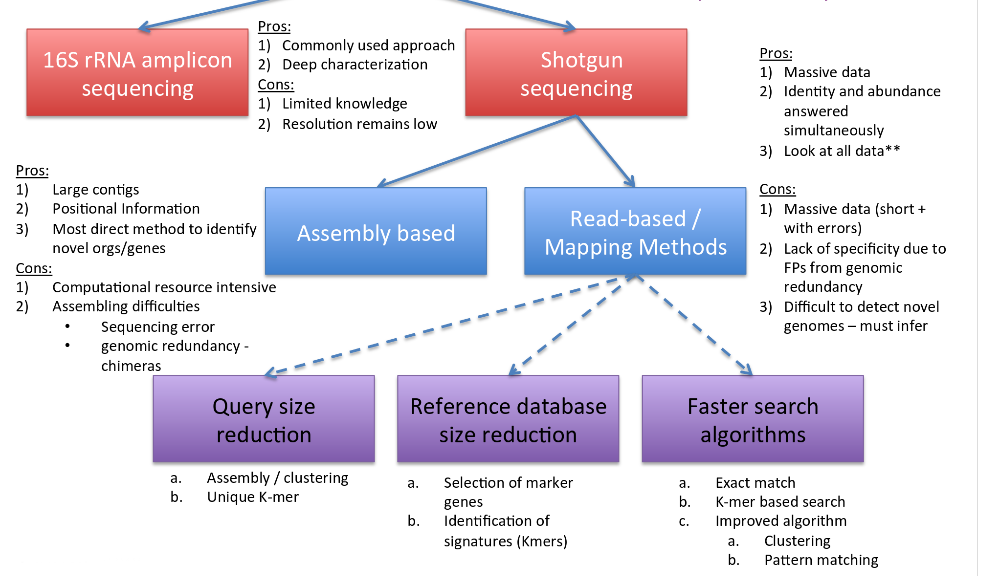 16S rRNA amplicon
sequencing
Pros:
1) Commonly used approach
2) Deep characterization
Cons:
1) Limited knowledge
2) Resolution remains low
Shotgun
sequencing
Pros:
1) Massive data
2) Identity and abundance
answered
simultaneously
3) Look at all data**
Cons:
1) Massive data (short +
with errors)
2) Lack of specificity due to
FPs from genomic
redundancy
3) Difficult to detect novel
genomes – must infer
Pros:
1) Large contigs
2) Positional Information
3) Most direct method to identify
novel orgs/genes
Cons:
1) Computational resource intensive
2) Assembling difficulties
• Sequencing error
• genomic redundancy -
chimeras
Assembly based
Read-based /
Mapping Methods
Query size
reduction
a. Assembly / clustering
b. Unique K-mer
Reference database
size reduction
a. Selection of marker
genes
b. Identification of
signatures (Kmers)
Faster search
algorithms
a. Exact match
b. K-mer based search
c. Improved algorithm
a. Clustering
b. Pattern matching